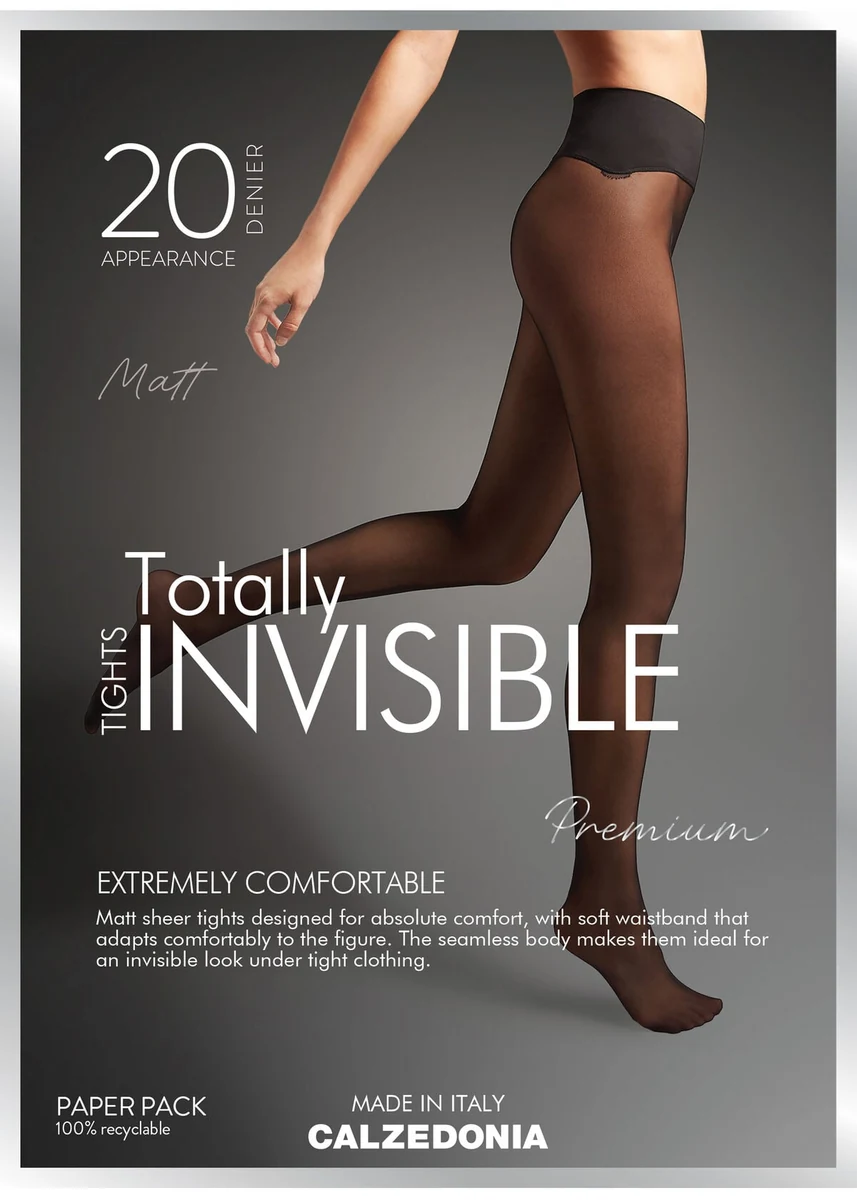 20 DENIER
APPEARANCE
Matt
Totally
TIGHTS INVISIBLE
Premium
EXTREMELY COMFORTABLE
Matt sheer tights designed for absolute comfort, with soft waistband that
adapts comfortably to the figure. The seamless body makes them ideal for
an invisible look under tight clothing.
PAPER PACK
100% recyclable
MADE IN ITALY
CALZEDONIA